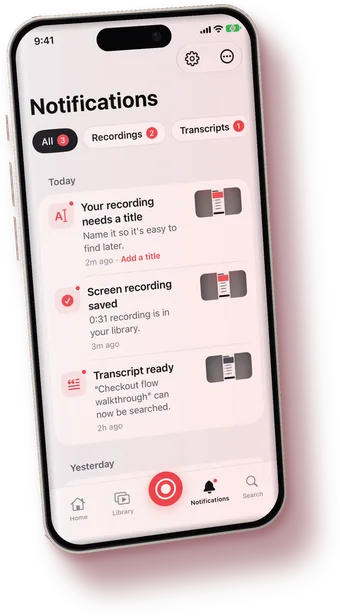 9:41
Notifications
All 3
Recordings 2
Transcripts 1
Today
A
Your recording
needs a title
Name it so it's easy to
find later.
2m ago · Add a title
Screen recording
saved
0:31 recording is in
your library.
3m ago
Transcript ready
“Checkout flow
walkthrough” can
now be searched.
2h ago
Yesterday
Home
Library
Notifications
Search